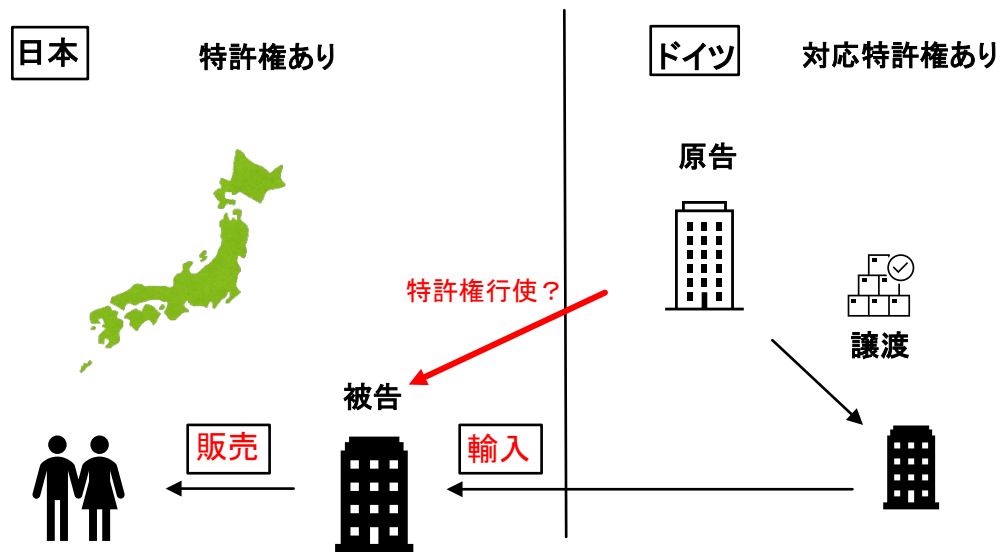 日本
特許権あり
ドイツ
対応特許権あり
原告
特許権行使？
譲渡
被告
販売
輸入